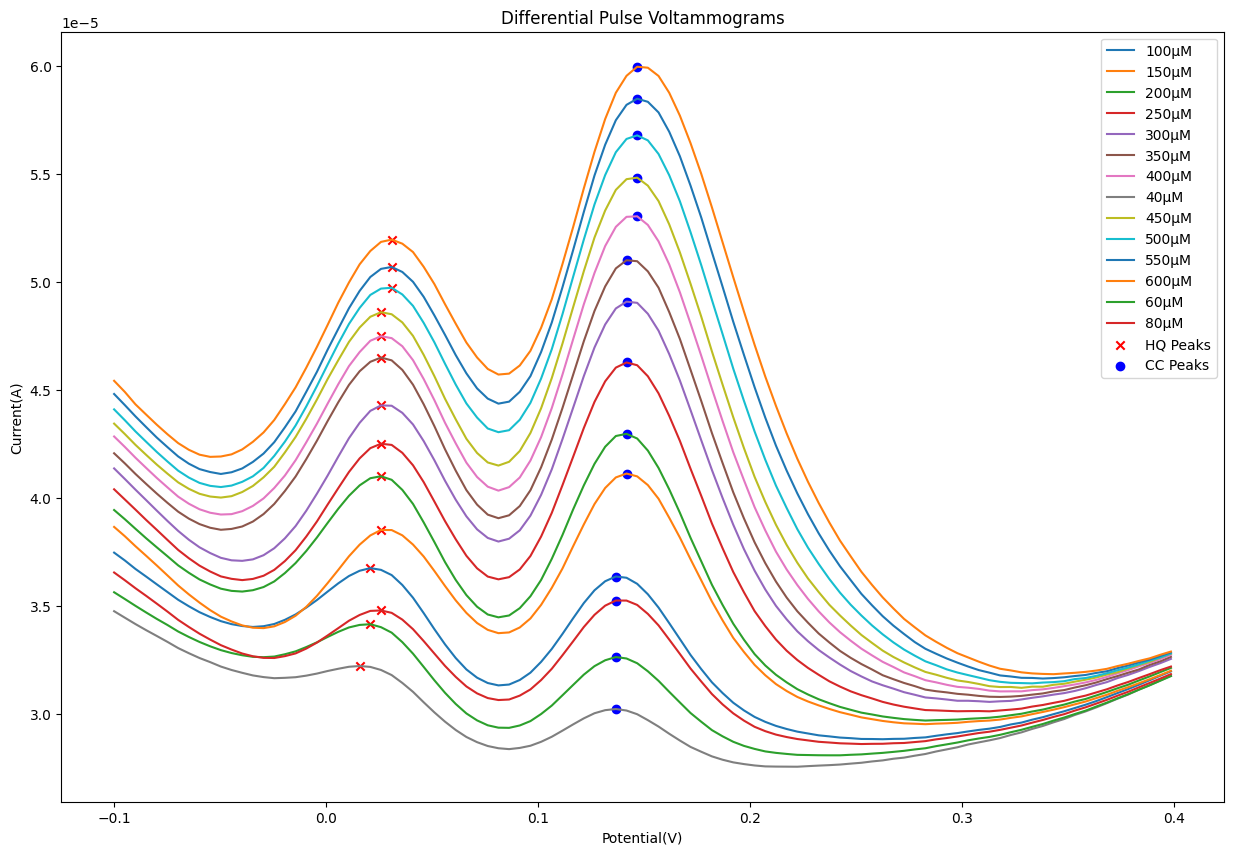 Differential Pulse Voltammograms
1e−5
6.0
5.5
5.0
4.5
4.0
3.5
3.0
Current(A)
−0.1
0.0
0.1
0.2
0.3
0.4
Potential(V)
100μM
150μM
200μM
250μM
300μM
350μM
400μM
40μM
450μM
500μM
550μM
600μM
60μM
80μM
HQ Peaks
CC Peaks